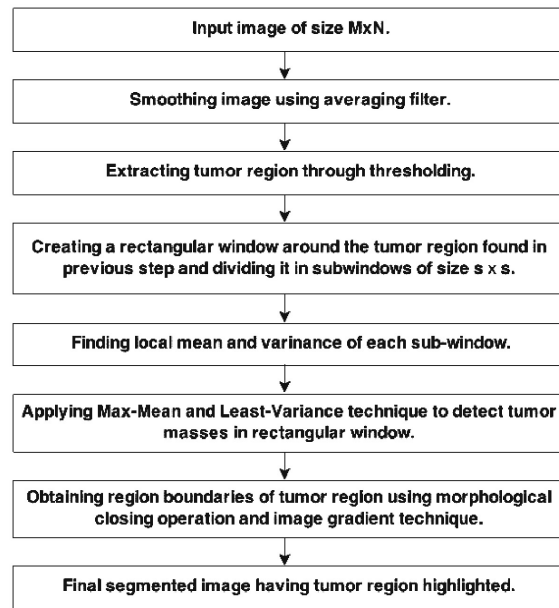 Input image of size MxN.
Smoothing image using averaging filter.
Extracting tumor region through thresholding.
Creating a rectangular window around the tumor region found in
previous step and dividing it in subwindows of size s x s.
Finding local mean and varinance of each sub-window.
Applying Max-Mean and Least-Variance technique to detect tumor
masses in rectangular window.
Obtaining region boundaries of tumor region using morphological
closing operation and image gradient technique.
Final segmented image having tumor region highlighted.